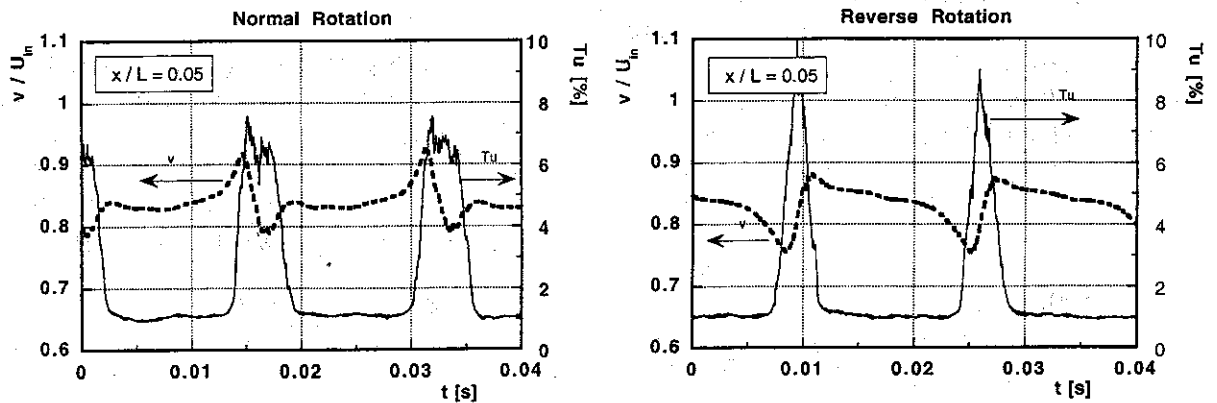 Normal Rotation
v / U_in
1.1
1
0.9
0.8
0.7
0.6
x / L = 0.05
v
Tu
10
8
6
4
2
0
Tu [%]
0
0.01
0.02
0.03
0.04
t [s]
Reverse Rotation
v / U_in
1.1
1
0.9
0.8
0.7
0.6
x / L = 0.05
v
Tu
10
8
6
4
2
0
Tu [%]
0
0.01
0.02
0.03
0.04
t [s]